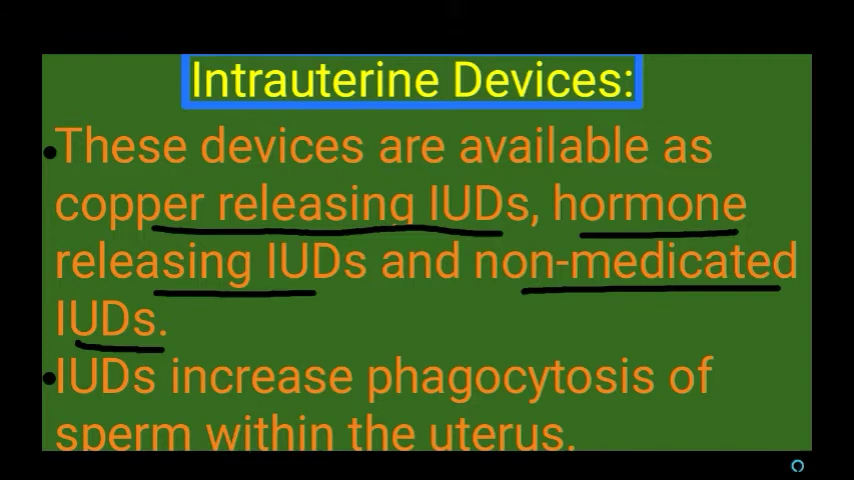 Intrauterine Devices:
•These devices are available as
copper releasing IUDs, hormone
releasing IUDs and non-medicated
IUDs.
•IUDs increase phagocytosis of
sperm within the uterus.